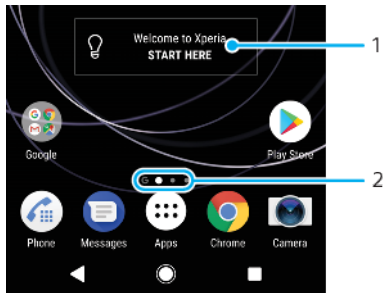 Welcome to Xperia
START HERE
1
Google
Play Store
2
Phone
Messages
Apps
Chrome
Camera